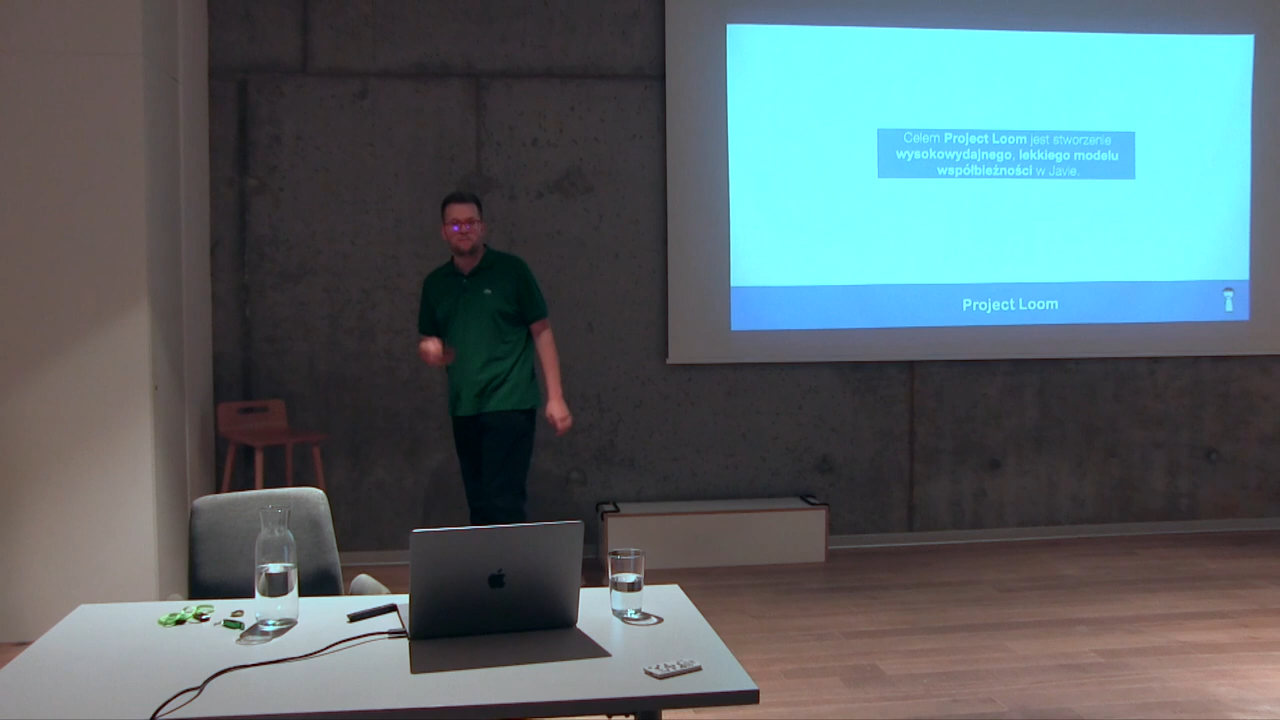 Celem Project Loom jest stworzenie
wysokowydajnego, lekkiego modelu
współbieżności w Javie.
Project Loom